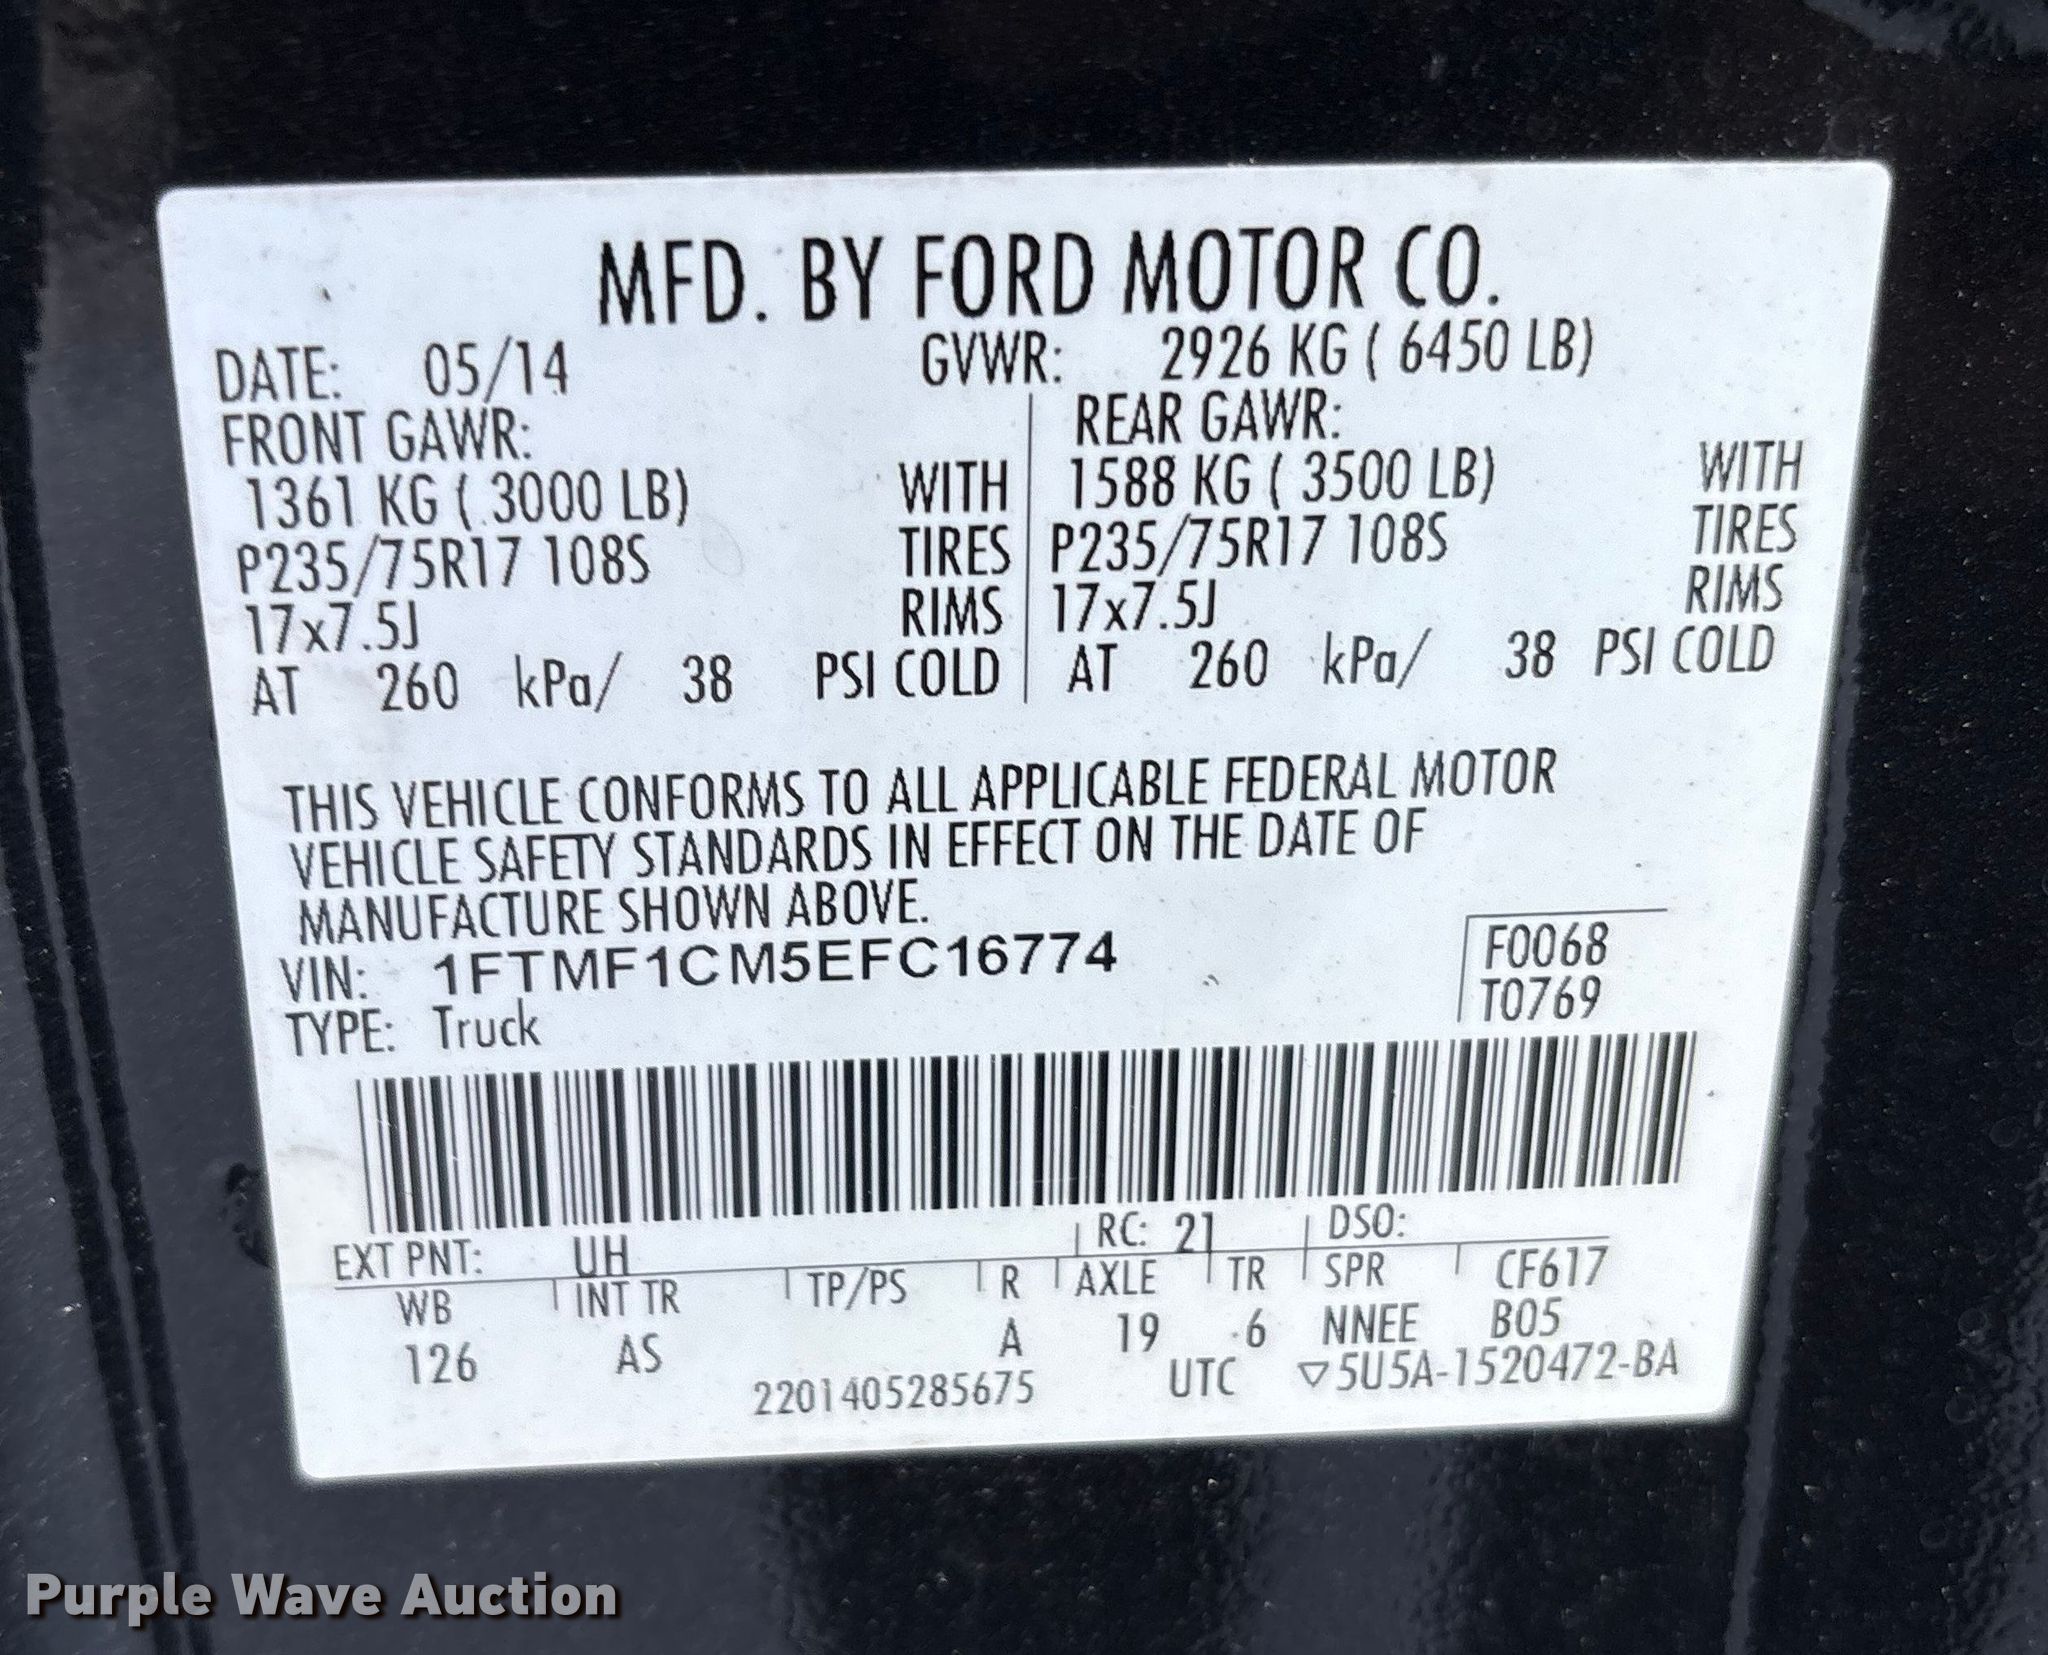 MFD. BY FORD MOTOR CO.
DATE: 05/14 GVWR: 2926 KG ( 6450 LB)
FRONT GAWR: REAR GAWR:
1361 KG ( 3000 LB) WITH 1588 KG ( 3500 LB) WITH
P235/75R17 108S TIRES P235/75R17 108S TIRES
17x7.5J RIMS 17x7.5J RIMS
AT 260 kPa/ 38 PSI COLD AT 260 kPa/ 38 PSI COLD
THIS VEHICLE CONFORMS TO ALL APPLICABLE FEDERAL MOTOR
VEHICLE SAFETY STANDARDS IN EFFECT ON THE DATE OF
MANUFACTURE SHOWN ABOVE.
VIN: 1FTMF1CM5EFC16774 F0068
TYPE: Truck T0769
EXT PNT: UH RC: 21 DSO:
WB INT TR TP/PS R AXLE TR SPR CF617
126 AS A 19 6 NNEE B05
2201405285675 UTC ▽5U5A-1520472-BA
Purple Wave Auction